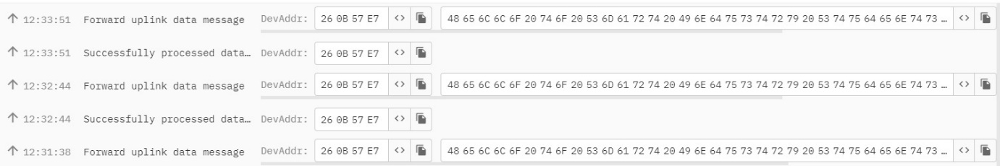 ↑ 12:33:51 Forward uplink data message DevAddr: 26 0B 57 E7 <> 48 65 6C 6C 6F 20 74 6F 20 53 6D 61 72 74 20 49 6E 64 75 73 74 72 79 20 53 74 75 64 65 6E 74 73 … <>
↑ 12:33:51 Successfully processed data… DevAddr: 26 0B 57 E7 <>
↑ 12:32:44 Forward uplink data message DevAddr: 26 0B 57 E7 <> 48 65 6C 6C 6F 20 74 6F 20 53 6D 61 72 74 20 49 6E 64 75 73 74 72 79 20 53 74 75 64 65 6E 74 73 … <>
↑ 12:32:44 Successfully processed data… DevAddr: 26 0B 57 E7 <>
↑ 12:31:38 Forward uplink data message DevAddr: 26 0B 57 E7 <> 48 65 6C 6C 6F 20 74 6F 20 53 6D 61 72 74 20 49 6E 64 75 73 74 72 79 20 53 74 75 64 65 6E 74 73 … <>